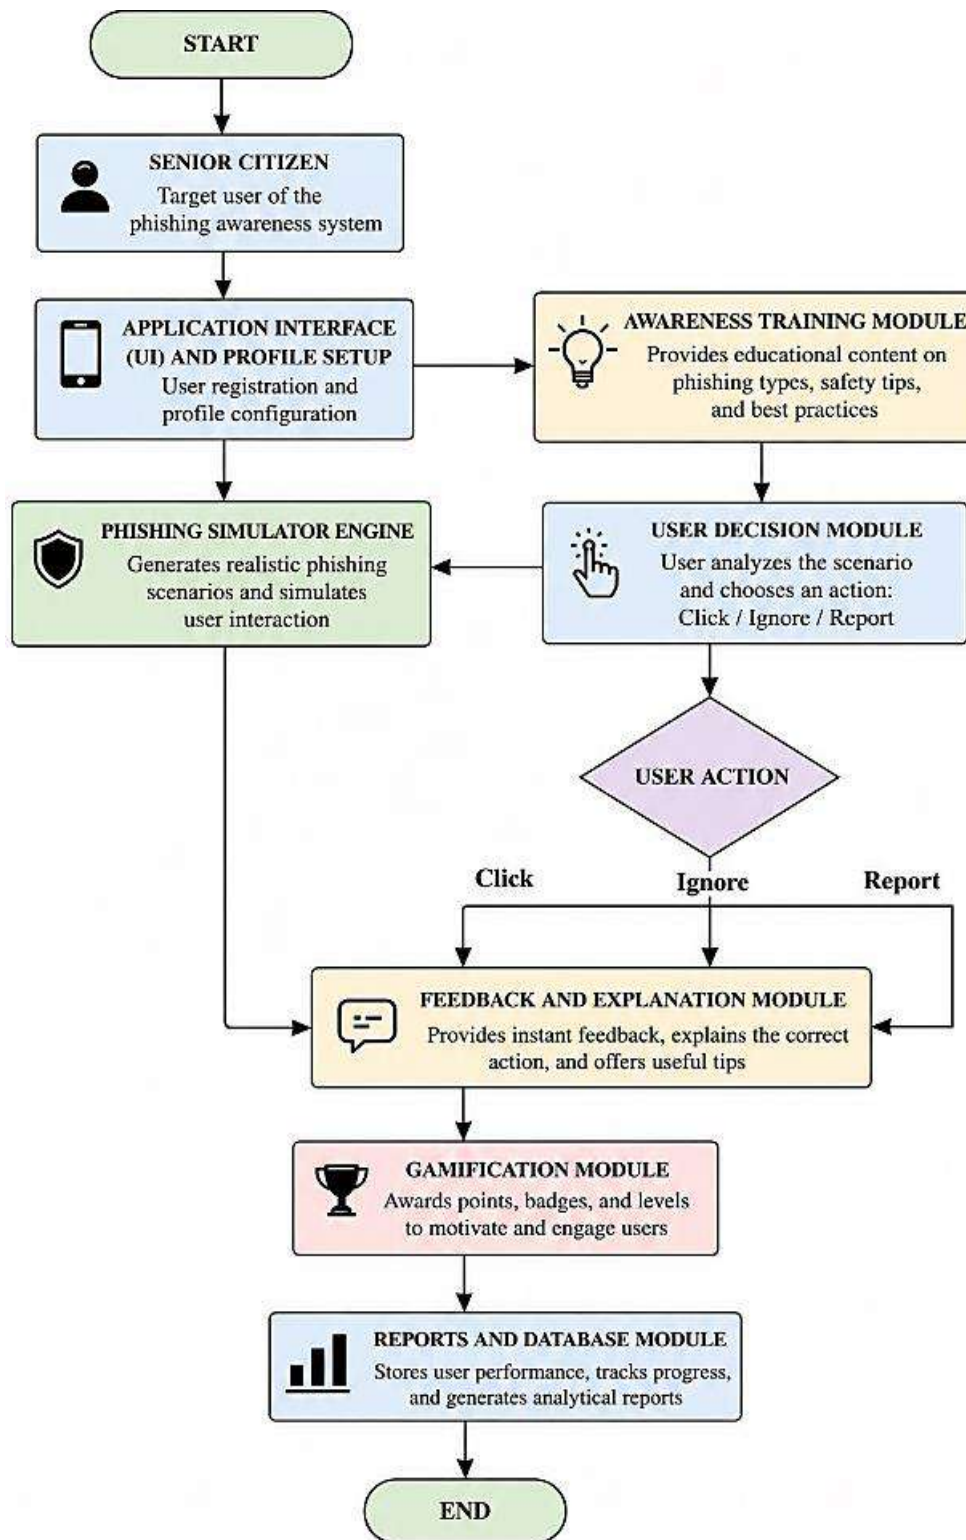 START
SENIOR CITIZEN
Target user of the
phishing awareness system
APPLICATION INTERFACE
(UI) AND PROFILE SETUP
User registration and
profile configuration
AWARENESS TRAINING MODULE
Provides educational content on
phishing types, safety tips,
and best practices
PHISHING SIMULATOR ENGINE
Generates realistic phishing
scenarios and simulates
user interaction
USER DECISION MODULE
User analyzes the scenario
and chooses an action:
Click / Ignore / Report
USER ACTION
Click
Ignore
Report
FEEDBACK AND EXPLANATION MODULE
Provides instant feedback, explains the correct
action, and offers useful tips
GAMIFICATION MODULE
Awards points, badges, and levels
to motivate and engage users
REPORTS AND DATABASE MODULE
Stores user performance, tracks progress,
and generates analytical reports
END